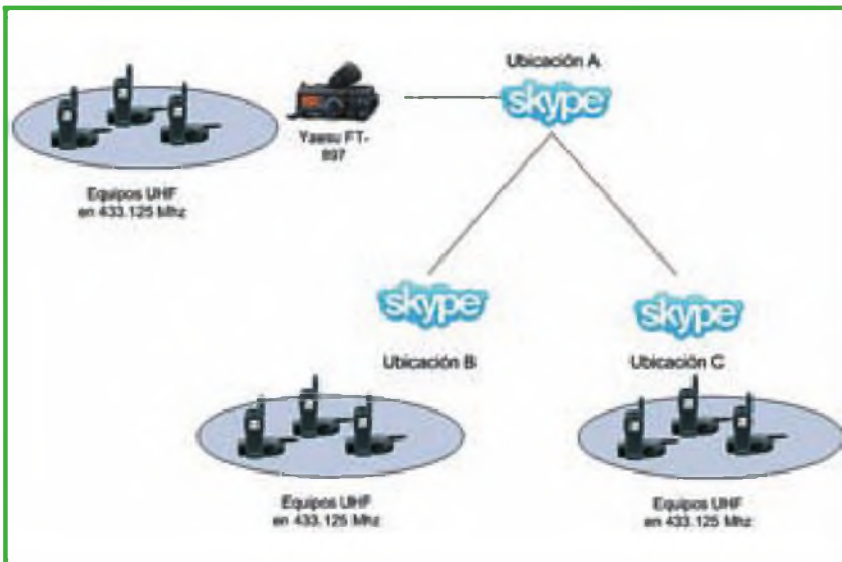 Ubicación A
skype
Yaesu FT-
897
Equipos UHF
en 433.125 Mhz
skype
skype
Ubicación B
Ubicación C
Equipos UHF
en 433.125 Mhz
Equipos UHF
en 433.125 Mhz